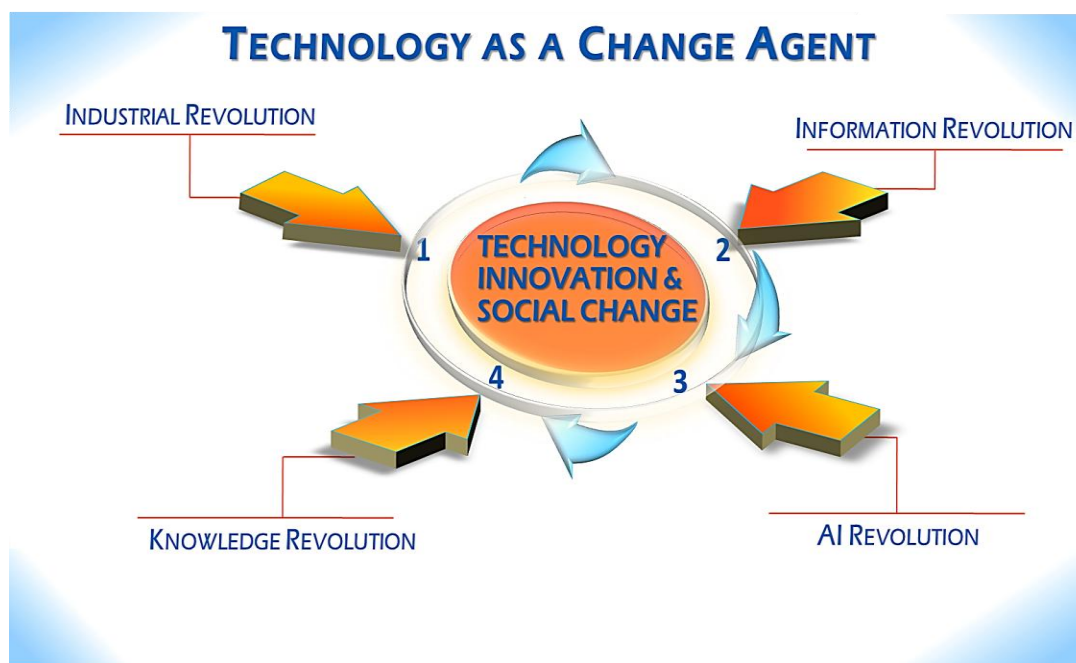 TECHNOLOGY AS A CHANGE AGENT
INDUSTRIAL REVOLUTION
INFORMATION REVOLUTION
1
TECHNOLOGY
INNOVATION &
SOCIAL CHANGE
2
4
3
KNOWLEDGE REVOLUTION
AI REVOLUTION